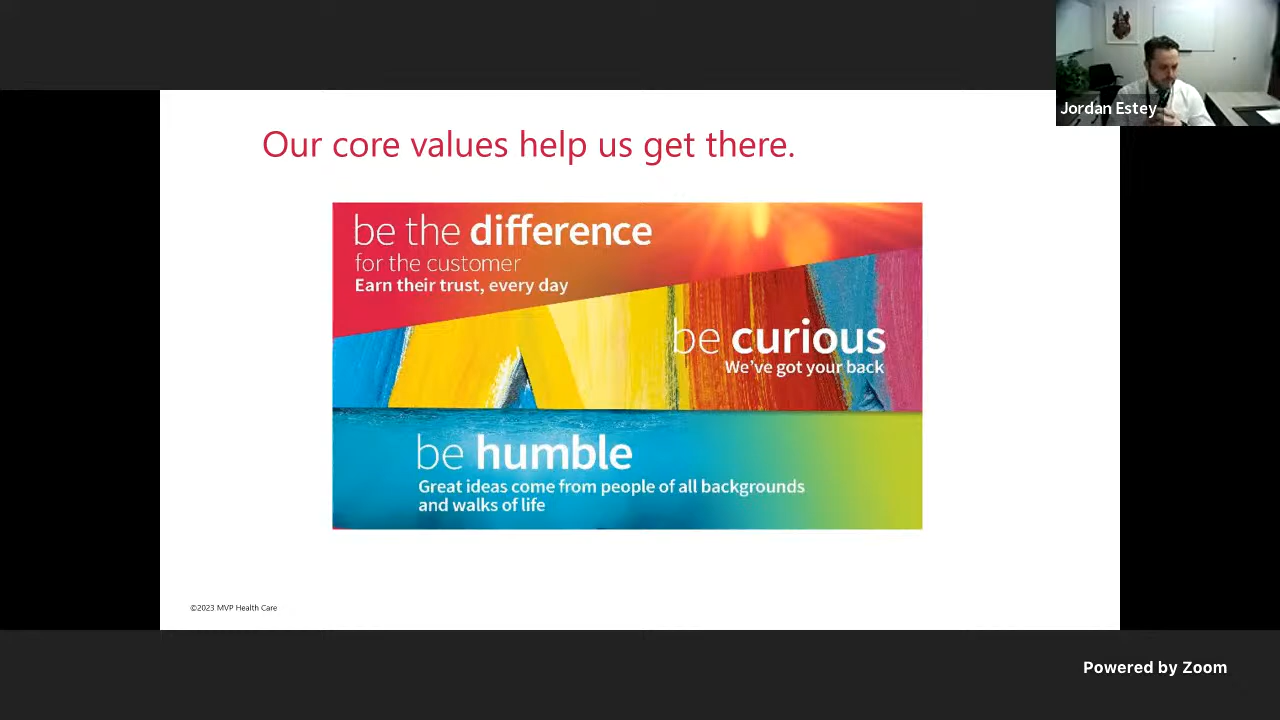 Jordan Estey
Our core values help us get there.
be the difference
for the customer
Earn their trust, every day
be curious
We've got your back
be humble
Great ideas come from people of all backgrounds
and walks of life
©2023 MVP Health Care
Powered by Zoom